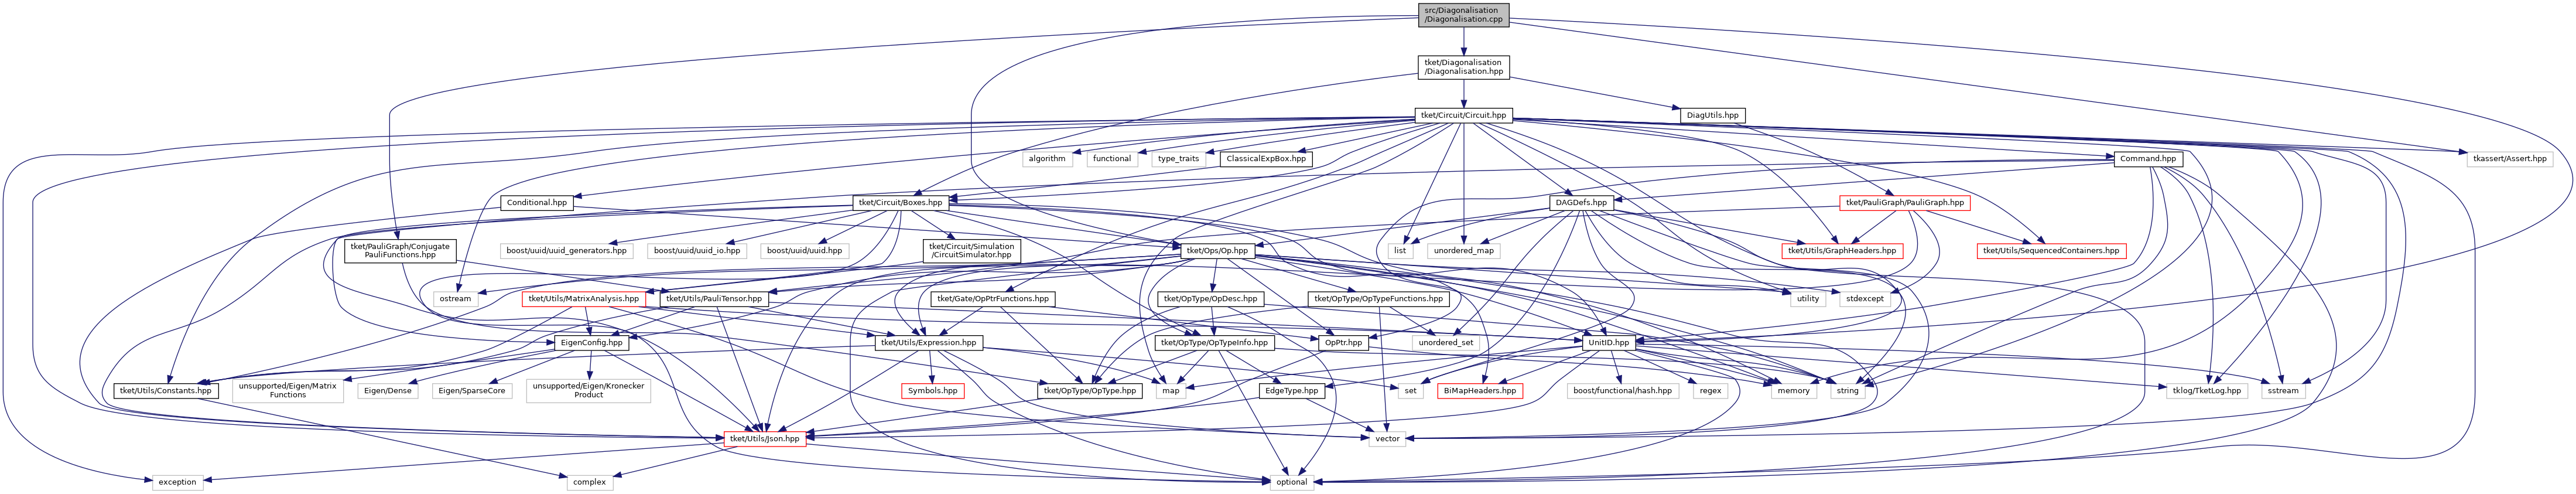 src/Diagonalisation
/Diagonalisation.cpp
tket/Diagonalisation
/Diagonalisation.hpp
tket/Circuit/Circuit.hpp
DiagUtils.hpp
algorithm
functional
type_traits
ClassicalExpBox.hpp
Command.hpp
tkassert/Assert.hpp
Conditional.hpp
tket/Circuit/Boxes.hpp
DAGDefs.hpp
tket/PauliGraph/PauliGraph.hpp
tket/PauliGraph/Conjugate
PauliFunctions.hpp
boost/uuid/uuid_generators.hpp
boost/uuid/uuid_io.hpp
boost/uuid/uuid.hpp
tket/Circuit/Simulation
/CircuitSimulator.hpp
tket/Ops/Op.hpp
list
unordered_map
tket/Utils/GraphHeaders.hpp
tket/Utils/SequencedContainers.hpp
ostream
tket/Utils/MatrixAnalysis.hpp
tket/Utils/PauliTensor.hpp
tket/Gate/OpPtrFunctions.hpp
tket/OpType/OpDesc.hpp
tket/OpType/OpTypeFunctions.hpp
utility
stdexcept
EigenConfig.hpp
tket/Utils/Expression.hpp
tket/OpType/OpTypeInfo.hpp
OpPtr.hpp
unordered_set
UnitID.hpp
tket/Utils/Constants.hpp
unsupported/Eigen/Matrix
Functions
Eigen/Dense
Eigen/SparseCore
unsupported/Eigen/Kronecker
Product
Symbols.hpp
tket/OpType/OpType.hpp
map
EdgeType.hpp
set
BiMapHeaders.hpp
boost/functional/hash.hpp
regex
memory
string
tklog/TketLog.hpp
sstream
tket/Utils/Json.hpp
vector
exception
complex
optional